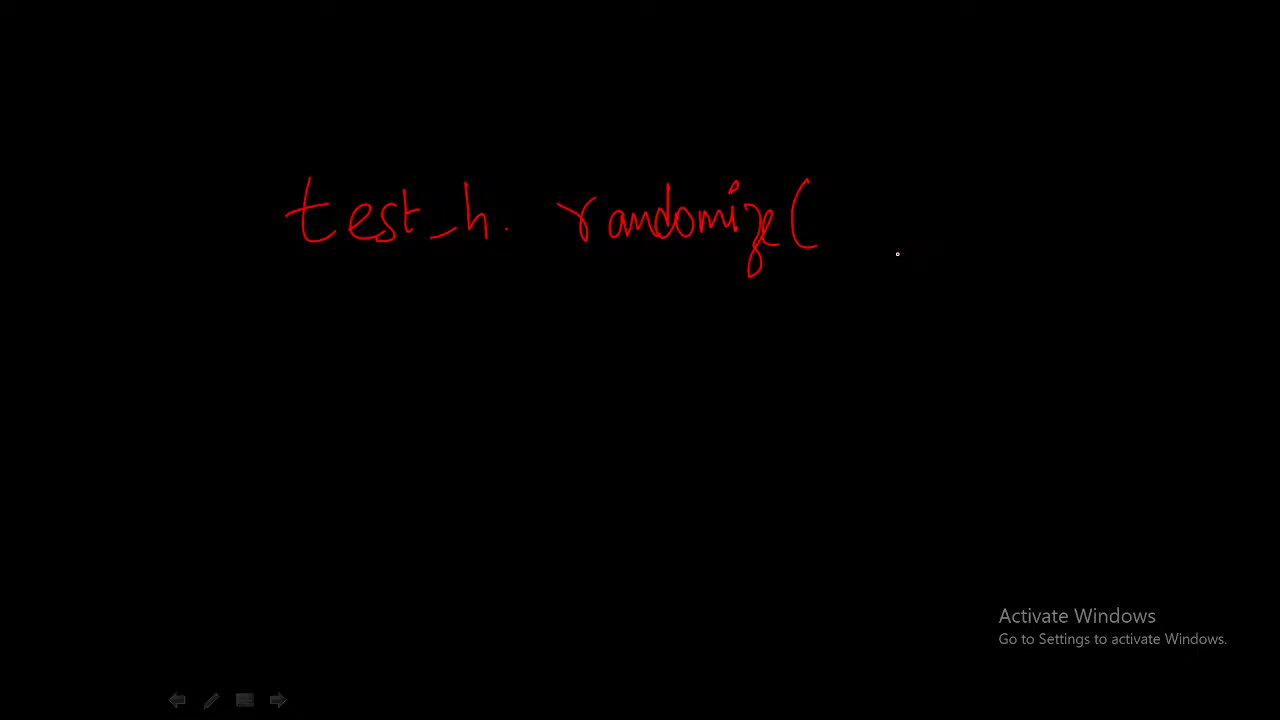 test_h. randomize(
Activate Windows
Go to Settings to activate Windows.